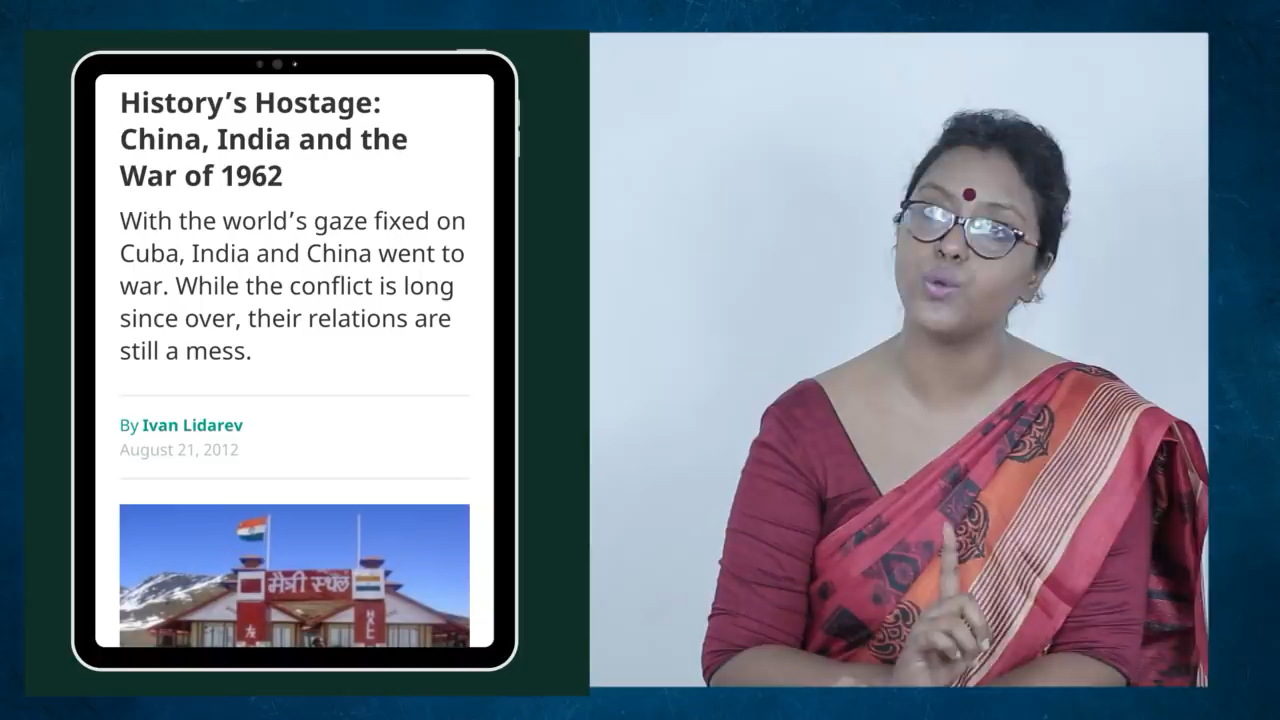 History's Hostage:
China, India and the
War of 1962
With the world's gaze fixed on
Cuba, India and China went to
war. While the conflict is long
since over, their relations are
still a mess.
By Ivan Lidarev
August 21, 2012
मैत्री स्थल